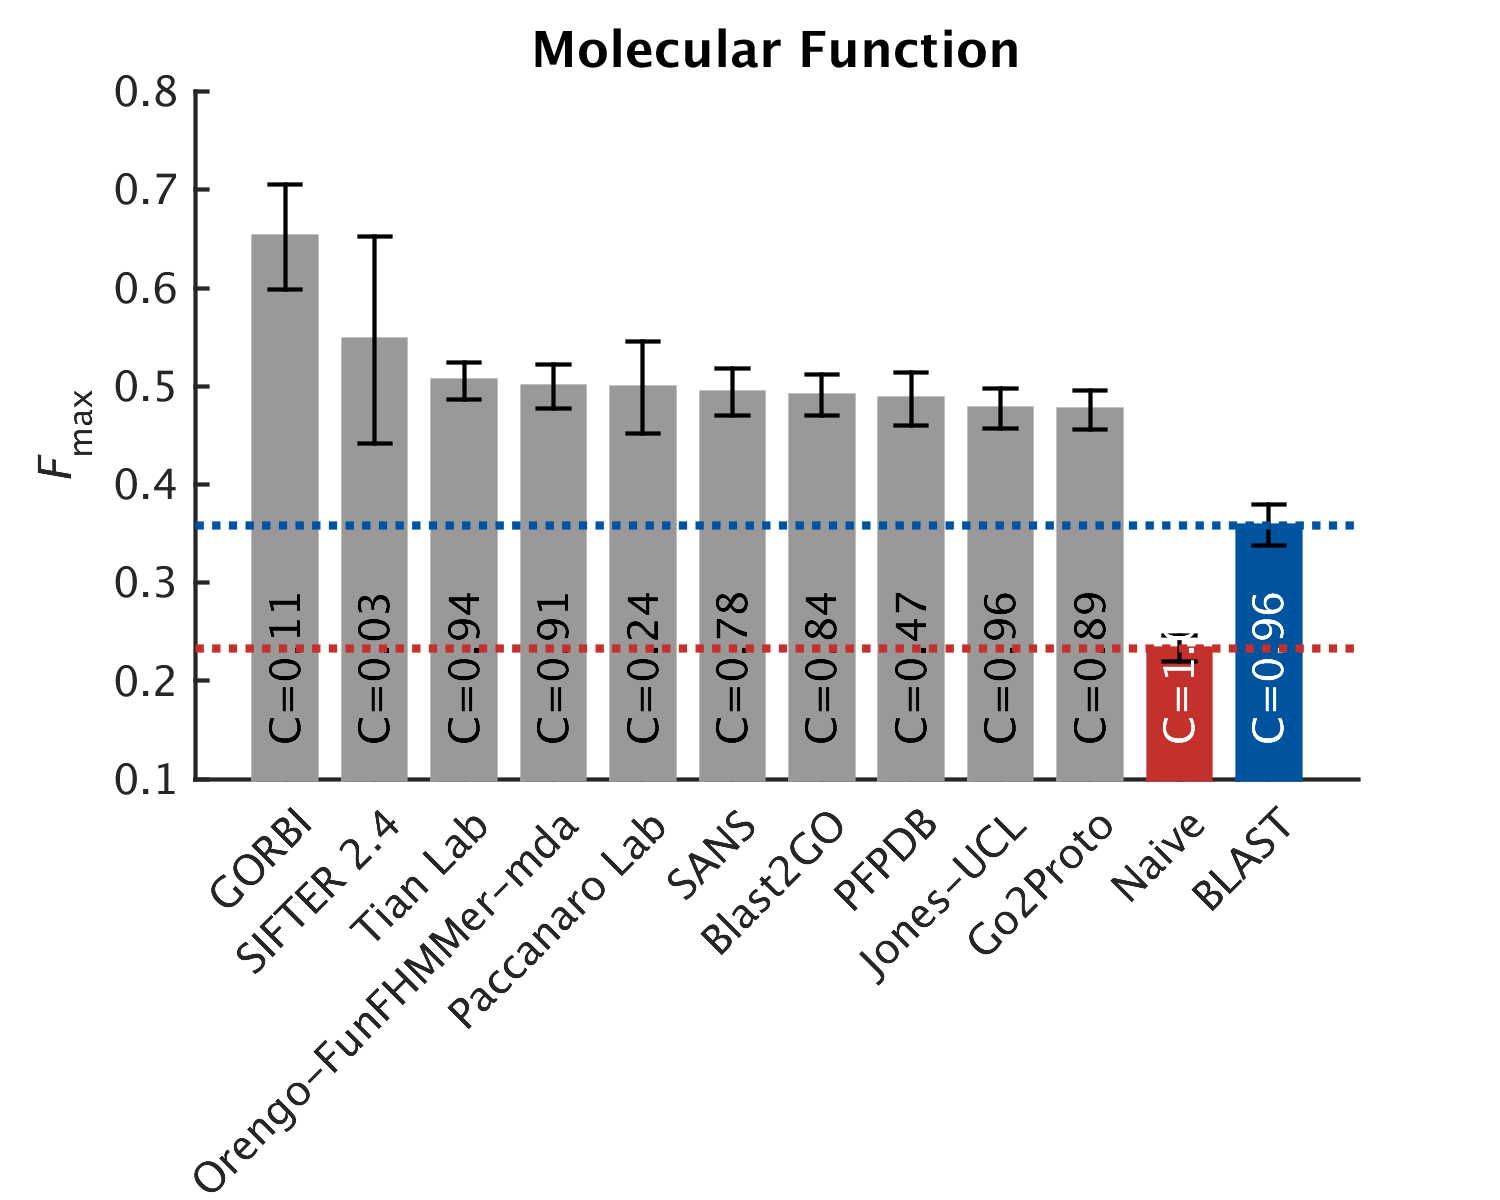 Molecular Function
0.8
0.7
0.6
0.5
0.4
0.3
0.2
0.1
Fmax
C=0.11
C=0.03
C=0.94
C=0.91
C=0.24
C=0.78
C=0.84
C=0.47
C=0.96
C=0.89
C=1.0
C=0.96
GORBI
SIFTER 2.4
Tian Lab
Orengo-FunFHMMer-mda
Paccanaro Lab
SANS
Blast2GO
PFPDB
Jones-UCL
Go2Proto
Naive
BLAST